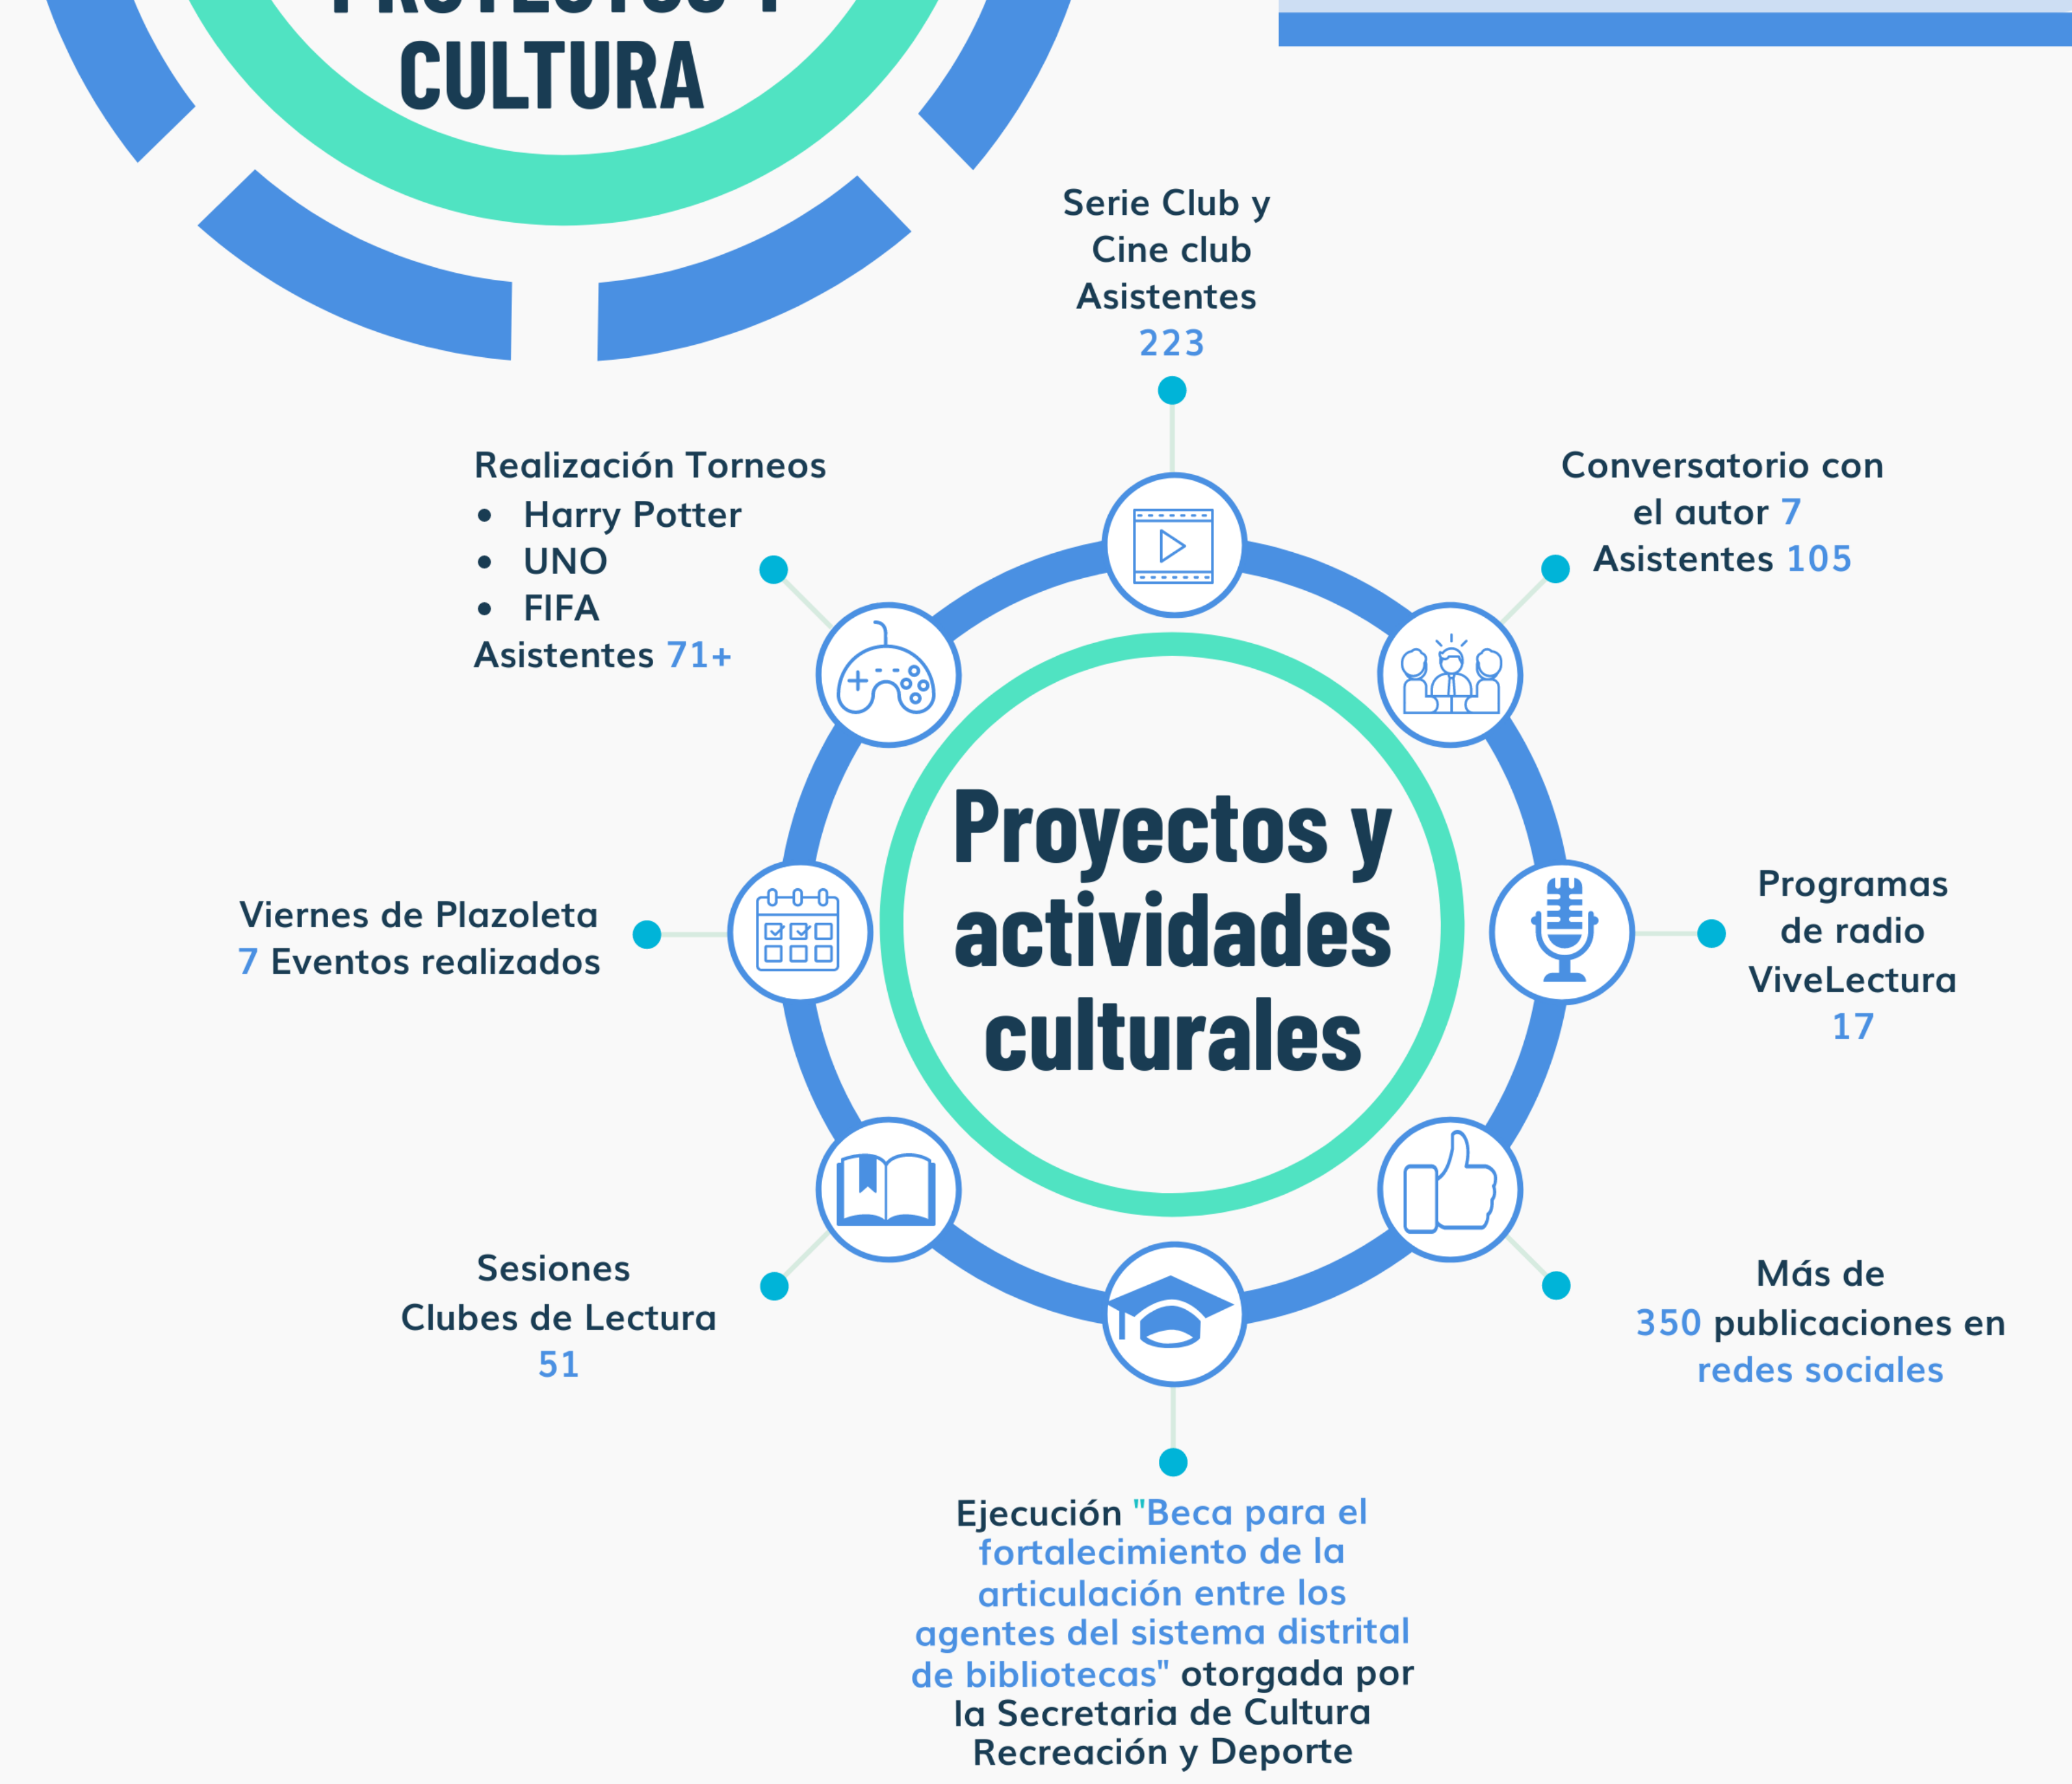 PROYECTOS Y
CULTURA
Serie Club y
Cine club
Asistentes
223
Realización Torneos
• Harry Potter
• UNO
• FIFA
Asistentes 71+
Conversatorio con
el autor 7
Asistentes 105
Proyectos y
actividades
culturales
Viernes de Plazoleta
7 Eventos realizados
Programas
de radio
ViveLectura
17
Sesiones
Clubes de Lectura
51
Más de
350 publicaciones en
redes sociales
Ejecución "Beca para el
fortalecimiento de la
articulación entre los
agentes del sistema distrital
de bibliotecas" otorgada por
la Secretaria de Cultura
Recreación y Deporte